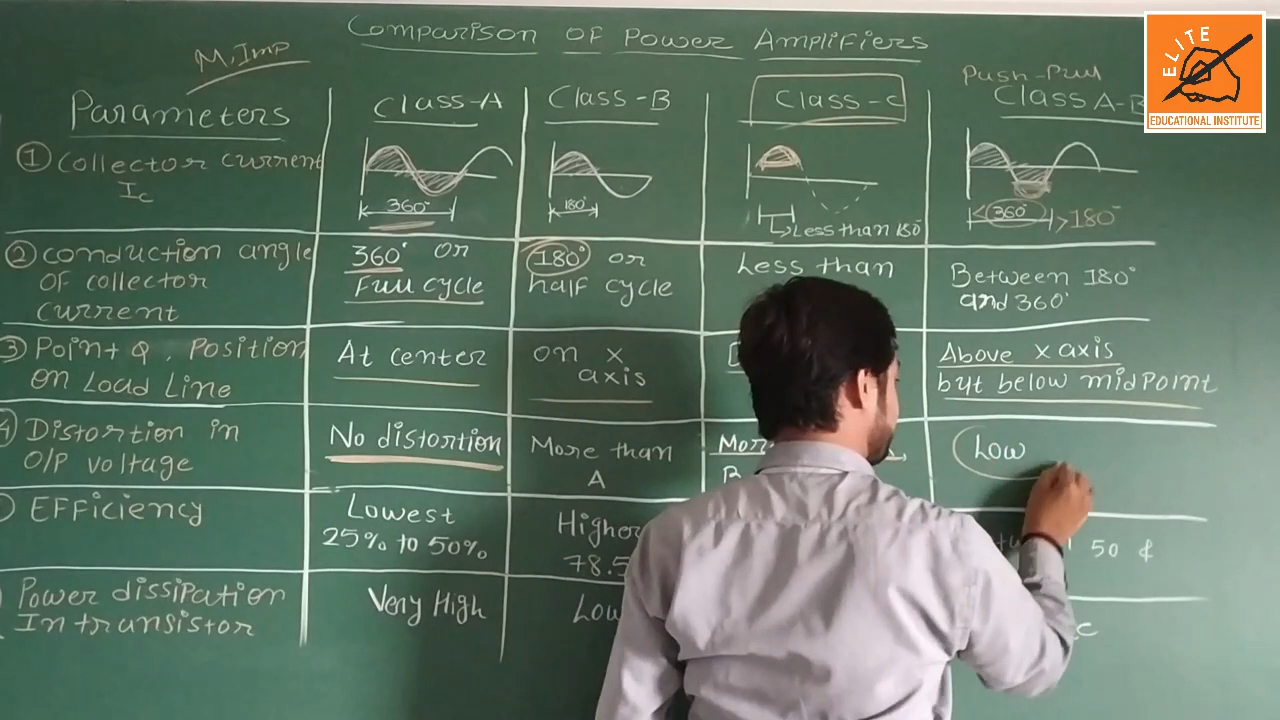 Comparison of Power Amplifiers
M. Imp
Parameters
Class-A
Class-B
Class-C
Push-Pull
Class A-B
① Collector current
Ic
360°
180°
Less than 180°
360° > 180°
② Conduction angle
of collector
current
360° or
Full cycle
180° or
half cycle
Less than
Between 180°
and 360°
③ Point Q. Position
on Load Line
At center
on x
axis
Above x axis
but below midpoint
Distortion in
O/P voltage
No distortion
More than
A
More
Low
Efficiency
Lowest
25% to 50%
Higher
78.5
50 &
Power dissipation
In transistor
Very High
Low
ELITE
EDUCATIONAL INSTITUTE